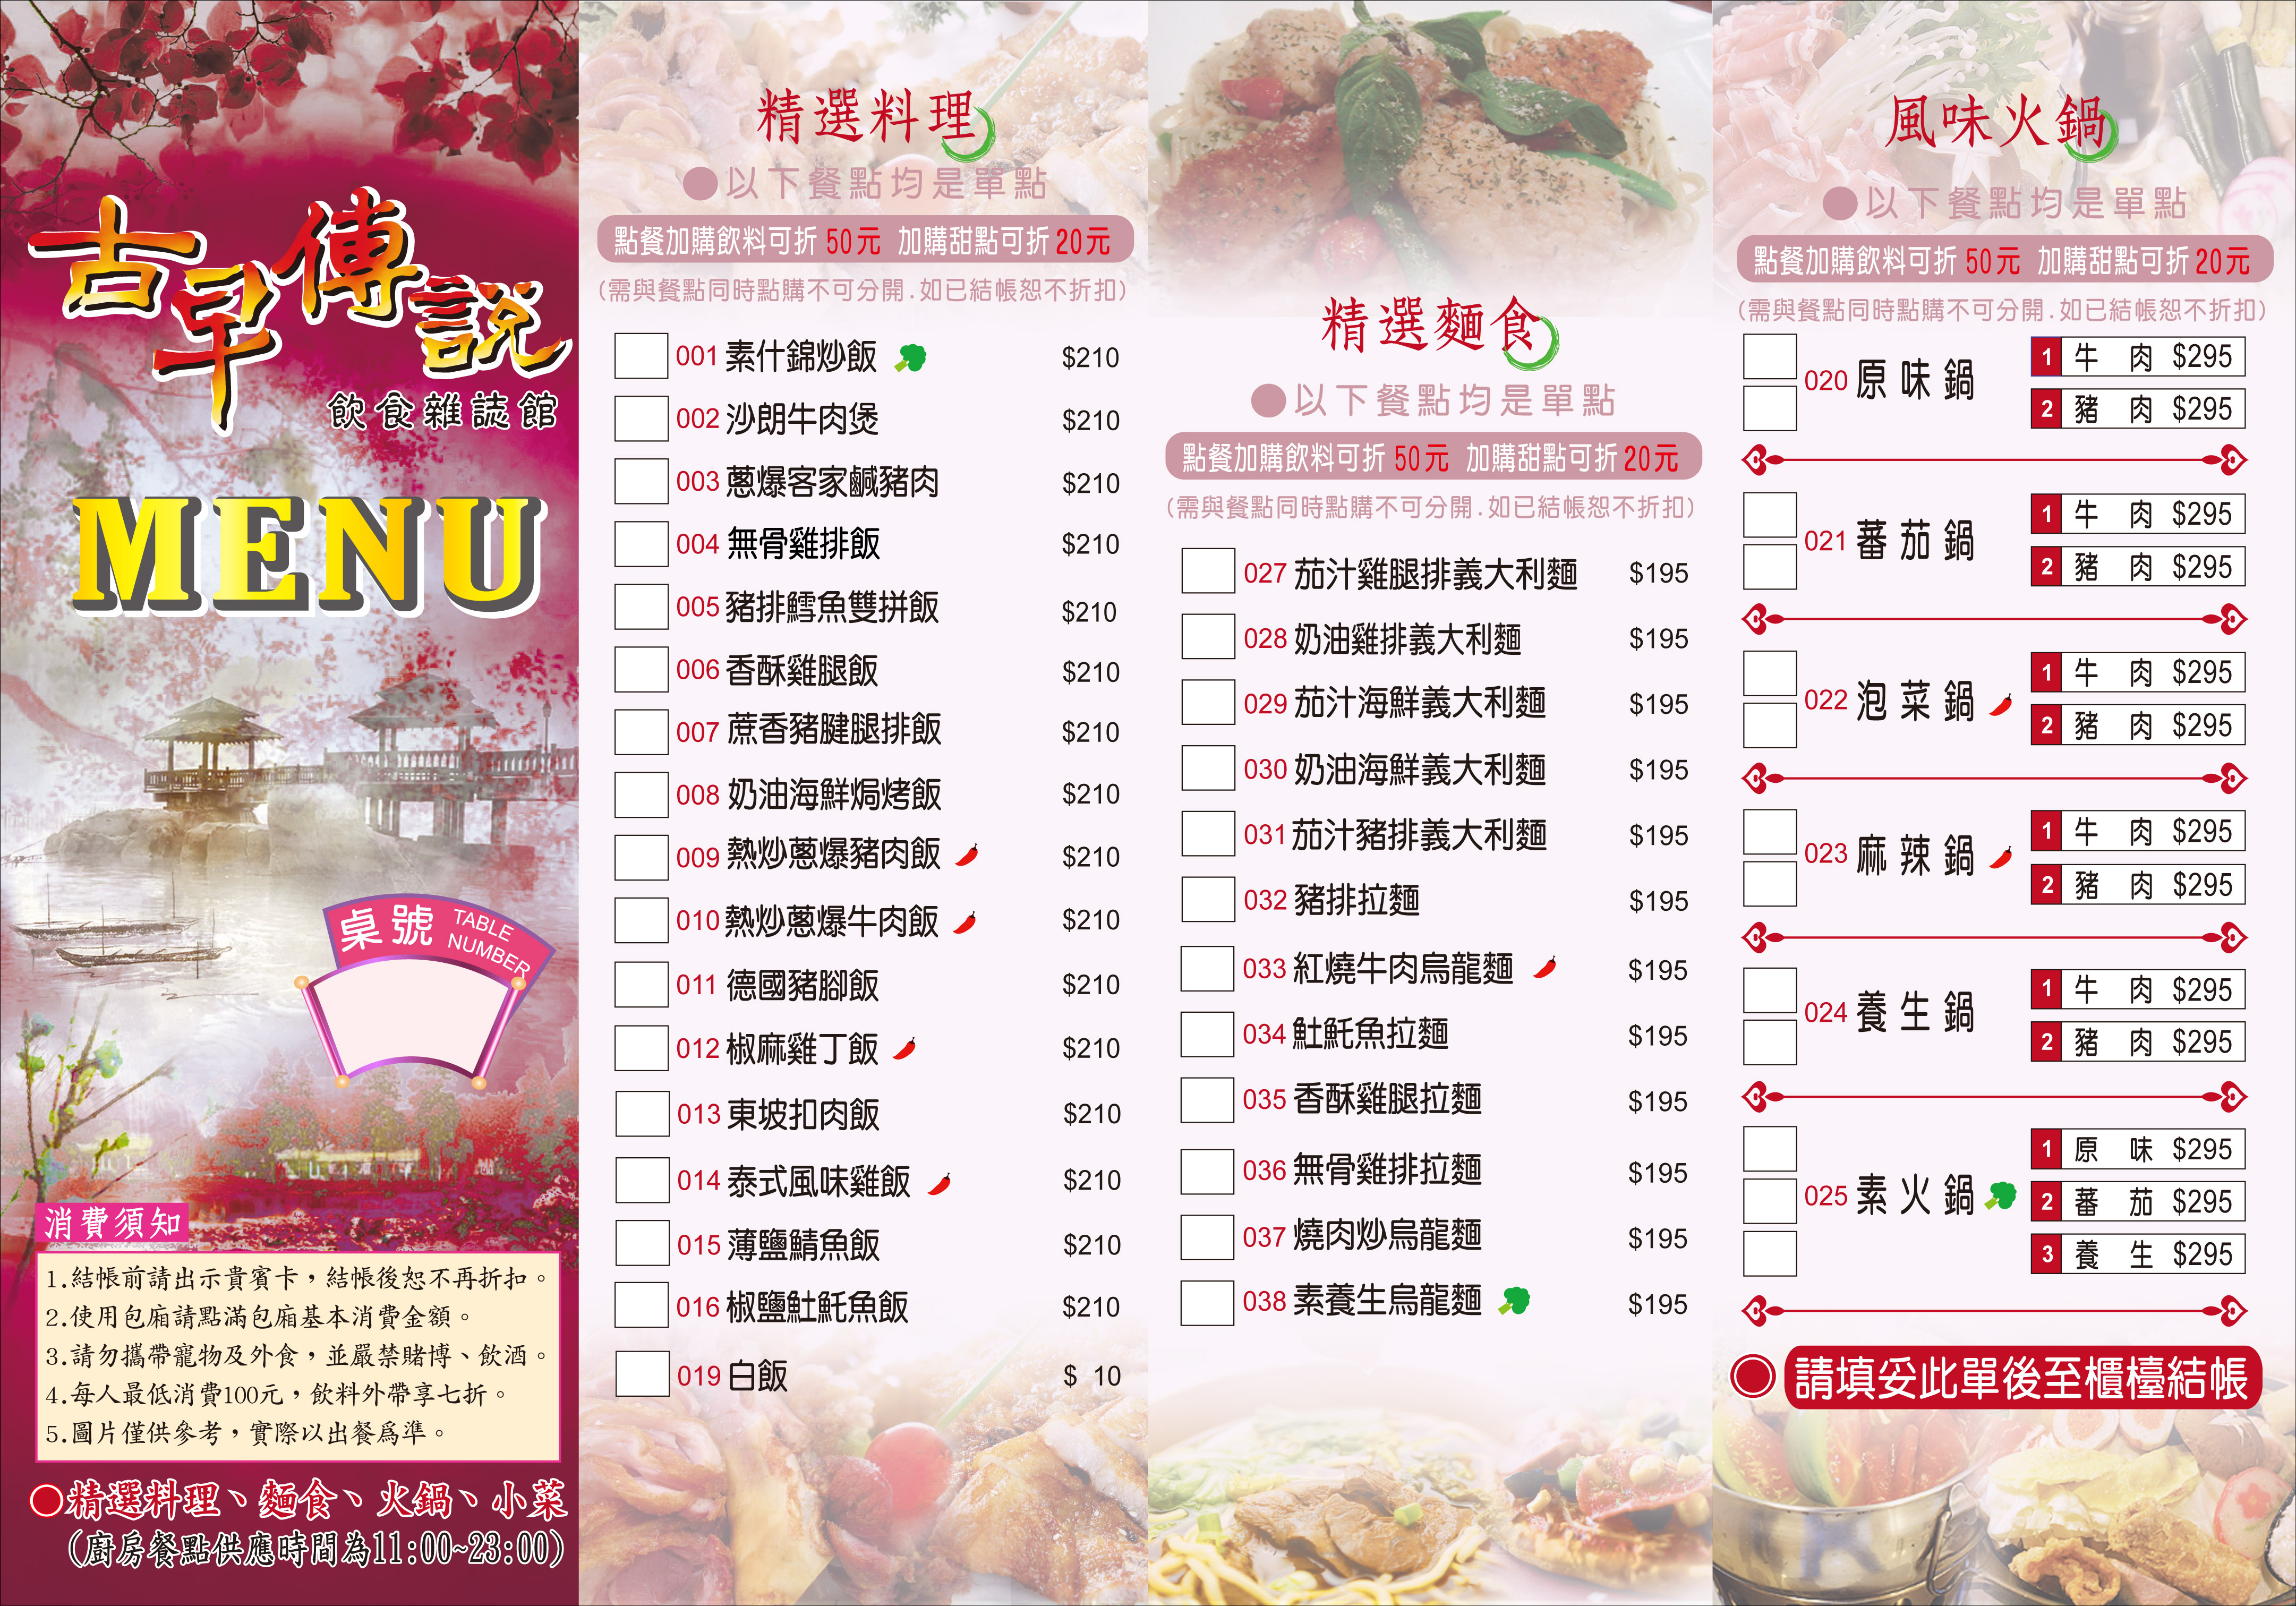 古早傳説
飲食雜誌館
MENU
桌號 TABLE NUMBER
消費須知
1.結帳前請出示貴賓卡，結帳後恕不再折扣。
2.使用包廂請點滿包廂基本消費金額。
3.請勿攜帶寵物及外食，並嚴禁賭博、飲酒。
4.每人最低消費100元，飲料外帶享七折。
5.圖片僅供參考，實際以出餐為準。
●精選料理、麵食、火鍋、小菜
(廚房餐點供應時間為11:00~23:00)
精選料理
●以下餐點均是單點
點餐加購飲料可折50元 加購甜點可折20元
(需與餐點同時點購不可分開.如已結帳恕不折扣)
001 素什錦炒飯 $210
002 沙朗牛肉煲 $210
003 蔥爆客家鹹豬肉 $210
004 無骨雞排飯 $210
005 豬排鱈魚雙拼飯 $210
006 香酥雞腿飯 $210
007 蔗香豬腱腿排飯 $210
008 奶油海鮮焗烤飯 $210
009 熱炒蔥爆豬肉飯 $210
010 熱炒蔥爆牛肉飯 $210
011 德國豬腳飯 $210
012 椒麻雞丁飯 $210
013 東坡扣肉飯 $210
014 泰式風味雞飯 $210
015 薄鹽鯖魚飯 $210
016 椒鹽魠魠魚飯 $210
019 白飯 $ 10
精選麵食
●以下餐點均是單點
點餐加購飲料可折50元 加購甜點可折20元
(需與餐點同時點購不可分開.如已結帳恕不折扣)
027 茄汁雞腿排義大利麵 $195
028 奶油雞排義大利麵 $195
029 茄汁海鮮義大利麵 $195
030 奶油海鮮義大利麵 $195
031 茄汁豬排義大利麵 $195
032 豬排拉麵 $195
033 紅燒牛肉烏龍麵 $195
034 魠魠魚拉麵 $195
035 香酥雞腿拉麵 $195
036 無骨雞排拉麵 $195
037 燒肉炒烏龍麵 $195
038 素養生烏龍麵 $195
風味火鍋
●以下餐點均是單點
點餐加購飲料可折50元 加購甜點可折20元
(需與餐點同時點購不可分開.如已結帳恕不折扣)
020 原味鍋
1 牛肉 $295
2 豬肉 $295
021 蕃茄鍋
1 牛肉 $295
2 豬肉 $295
022 泡菜鍋
1 牛肉 $295
2 豬肉 $295
023 麻辣鍋
1 牛肉 $295
2 豬肉 $295
024 養生鍋
1 牛肉 $295
2 豬肉 $295
025 素火鍋
1 原味 $295
2 蕃茄 $295
3 養生 $295
請填妥此單後至櫃檯結帳